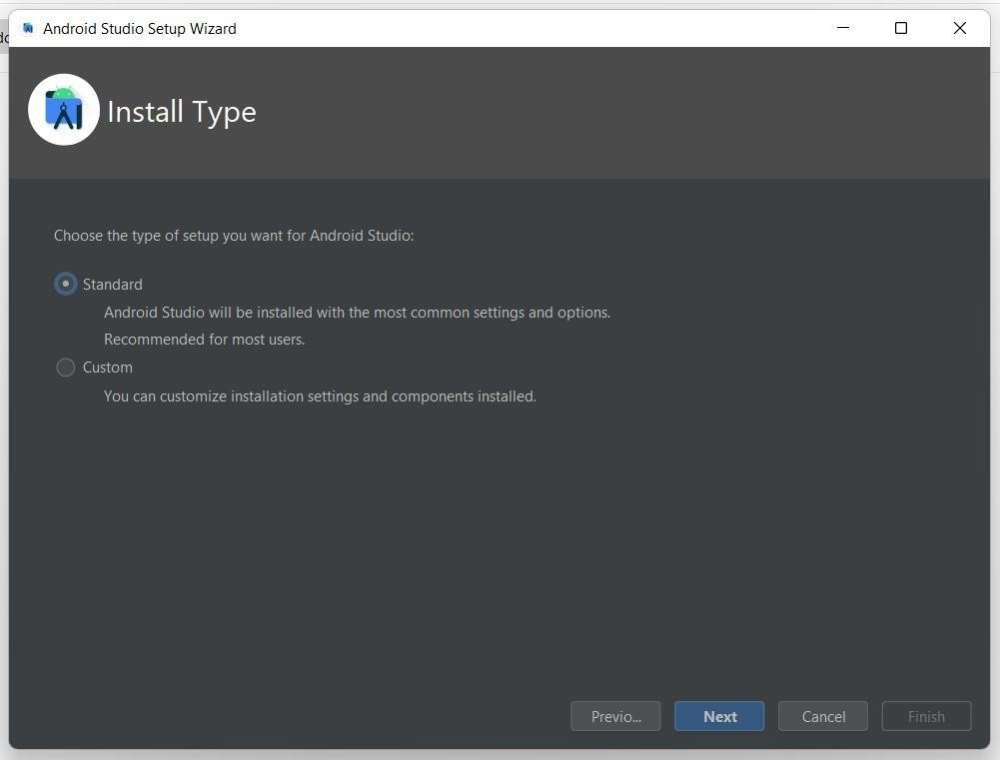 Android Studio Setup Wizard
Install Type
Choose the type of setup you want for Android Studio:
Standard
Android Studio will be installed with the most common settings and options.
Recommended for most users.
Custom
You can customize installation settings and components installed.
Previo... Next Cancel Finish